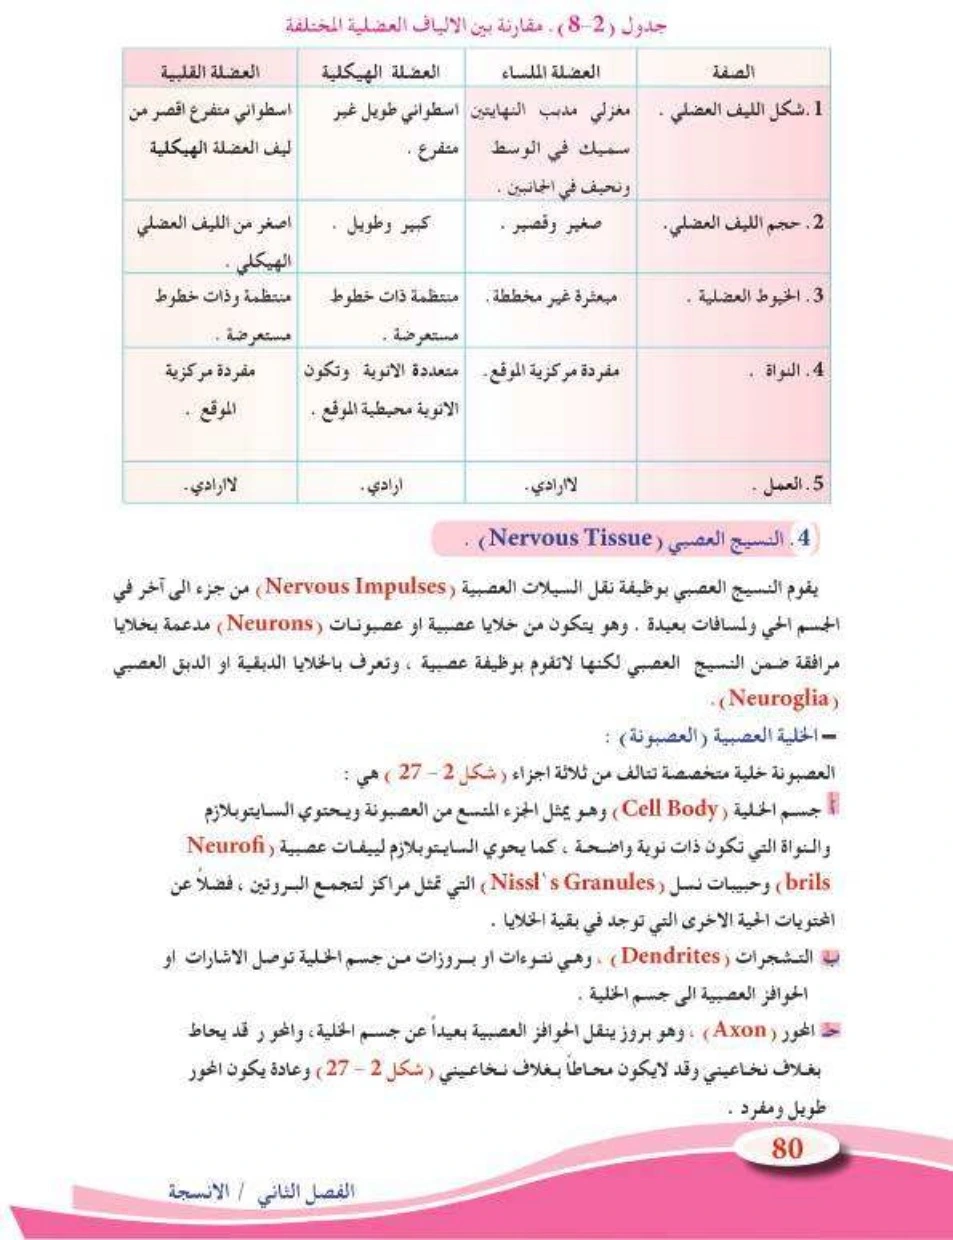 جدول (2-8). مقارنة بين الالياف العضلية المختلفة
الصفة العضلة الملساء العضلة الهيكلية العضلة القلبية
1.شكل الليف العضلي . مغزلي مدبب النهايتين اسطواني طويل غير اسطواني متفرع اقصر من
سميك في الوسط متفرع . ليف العضلة الهيكلية
ونحيف في الجانبين .
2. حجم الليف العضلي. صغير وقصير . كبير وطويل . اصغر من الليف العضلي
الهيكلي .
3. الخيوط العضلية . مبعثرة غير مخططة. منتظمة ذات خطوط منتظمة وذات خطوط
مستعرضة . مستعرضة .
4. النواة . مفردة مركزية الموقع. متعددة الانوية وتكون مفردة مركزية
الانوية محيطية الموقع . الموقع .
5. العمل . لاارادي. ارادي. لاارادي.
4. النسيج العصبي (Nervous Tissue) .
يقوم النسيج العصبي بوظيفة نقل السيلات العصبية (Nervous Impulses) من جزء الى آخر في
الجسم الحي ولمسافات بعيدة . وهو يتكون من خلايا عصبية او عصبونات (Neurons) مدعمة بخلايا
مرافقة ضمن النسيج العصبي لكنها لاتقوم بوظيفة عصبية ، وتعرف بالخلايا الدبقية او الدبق العصبي
(Neuroglia).
– الخلية العصبية (العصبونة) :
العصبونة خلية متخصصة تتالف من ثلاثة اجزاء (شكل 2 - 27) هي :
أ جسم الخلية (Cell Body) وهو يمثل الجزء المتسع من العصبونة ويحتوي السايتوبلازم
والنواة التي تكون ذات نوية واضحة ، كما يحوي السايتوبلازم لييفات عصبية (Neurofi
brils) وحبيبات نسل (Nissl`s Granules) التي تمثل مراكز لتجمع البروتين ، فضلاً عن
المحتويات الحية الاخرى التي توجد في بقية الخلايا .
ب التشجرات (Dendrites) ، وهي نتوءات او بروزات من جسم الخلية توصل الاشارات او
الحوافز العصبية الى جسم الخلية .
جـ المحور (Axon) ، وهو بروز ينقل الحوافز العصبية بعيداً عن جسم الخلية، والمحو ر قد يحاط
بغلاف نخاعيني وقد لايكون محاطاً بغلاف نخاعيني (شكل 2 - 27) وعادة يكون المحور
طويل ومفرد .
80
الفصل الثاني / الانسجة